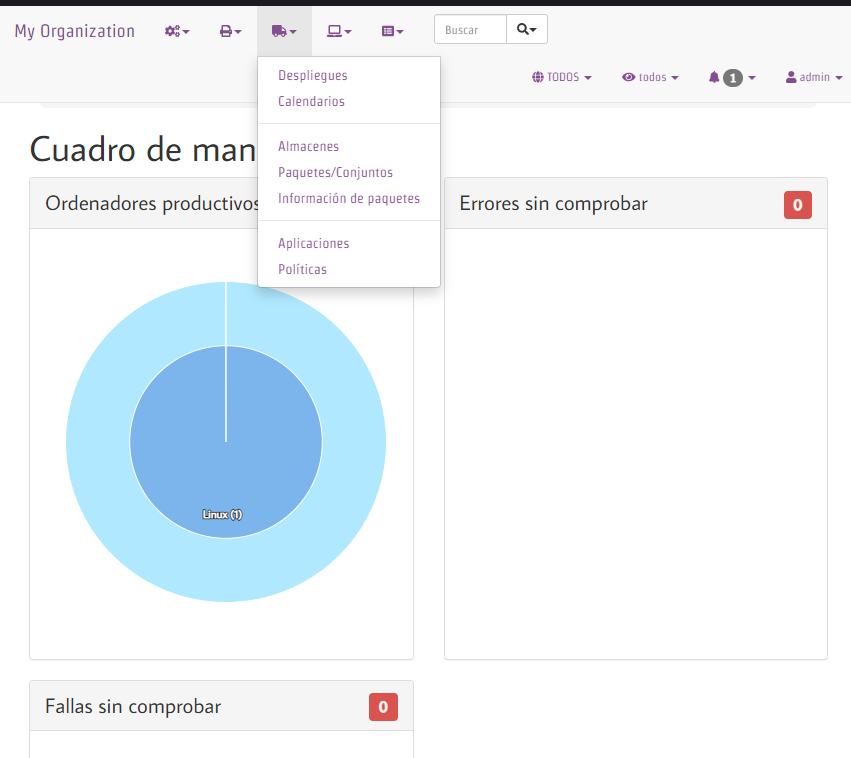 My Organization
Buscar
TODOS
todos
1
admin
Despliegues
Calendarios
Almacenes
Paquetes/Conjuntos
Información de paquetes
Aplicaciones
Políticas
Cuadro de man
Ordenadores productivos
Errores sin comprobar
0
Linux (1)
Fallas sin comprobar
0